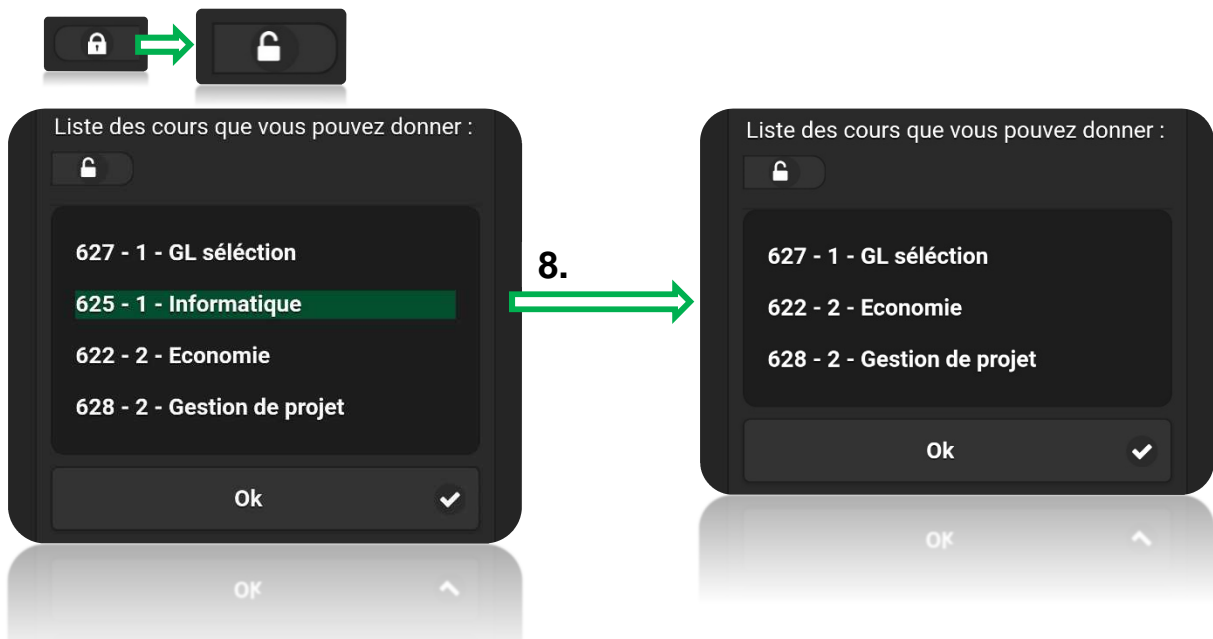 Liste des cours que vous pouvez donner :
627 - 1 - GL séléction
625 - 1 - Informatique
622 - 2 - Economie
628 - 2 - Gestion de projet
Ok
8.
Liste des cours que vous pouvez donner :
627 - 1 - GL séléction
622 - 2 - Economie
628 - 2 - Gestion de projet
Ok